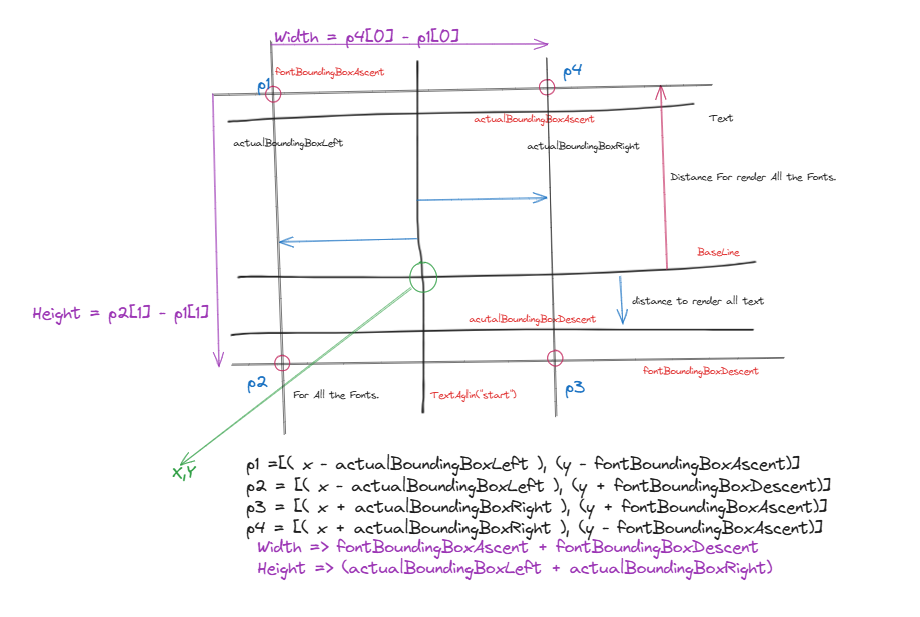 Width = p4[0] - p1[0]
fontBoundingBoxAscent
p4
p1
actualBoundingBoxAscent
Text
actualBoundingBoxLeft
actualBoundingBoxRight
Distance For render All the Fonts.
BaseLine
distance to render all text
Height = p2[1] - p1[1]
acutalBoundingBoxDescent
fontBoundingBoxDescent
p2
p3
For All the Fonts.
TextAgllin("start")
X,Y
p1 =[( x - actualBoundingBoxLeft ), (y - fontBoundingBoxAscent)]
p2 = [( x - actualBoundingBoxLeft ), (y + fontBoundingBoxDescent)]
p3 = [( x + actualBoundingBoxRight ), (y + fontBoundingBoxAscent)]
p4 = [( x + actualBoundingBoxRight ), (y - fontBoundingBoxAscent)]
Width => fontBoundingBoxAscent + fontBoundingBoxDescent
Height => (actualBoundingBoxLeft + actualBoundingBoxRight)